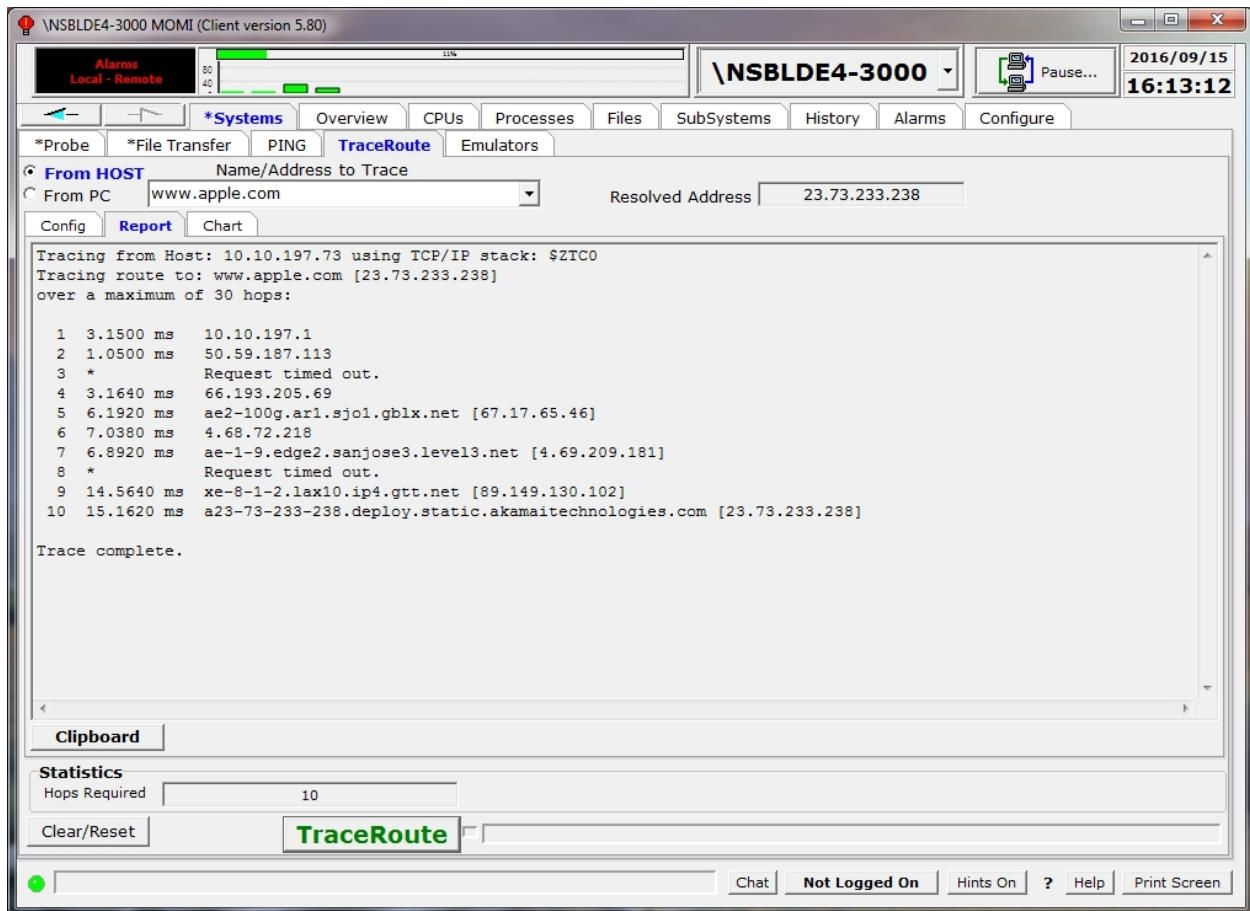 \NSBLDE4-3000 MOMI (Client version 5.80)
Alarms
Local - Remote
11%
80
40
\NSBLDE4-3000
Pause...
2016/09/15
16:13:12
*Systems Overview CPUs Processes Files SubSystems History Alarms Configure
*Probe *File Transfer PING TraceRoute Emulators
From HOST Name/Address to Trace
From PC www.apple.com Resolved Address 23.73.233.238
Config Report Chart
Tracing from Host: 10.10.197.73 using TCP/IP stack: $ZTC0
Tracing route to: www.apple.com [23.73.233.238]
over a maximum of 30 hops:
1 3.1500 ms 10.10.197.1
2 1.0500 ms 50.59.187.113
3 * Request timed out.
4 3.1640 ms 66.193.205.69
5 6.1920 ms ae2-100g.ar1.sjo1.gblx.net [67.17.65.46]
6 7.0380 ms 4.68.72.218
7 6.8920 ms ae-1-9.edge2.sanjose3.level3.net [4.69.209.181]
8 * Request timed out.
9 14.5640 ms xe-8-1-2.lax10.ip4.gtt.net [89.149.130.102]
10 15.1620 ms a23-73-233-238.deploy.static.akamaitechnologies.com [23.73.233.238]
Trace complete.
Clipboard
Statistics
Hops Required 10
Clear/Reset TraceRoute
Chat Not Logged On Hints On ? Help Print Screen